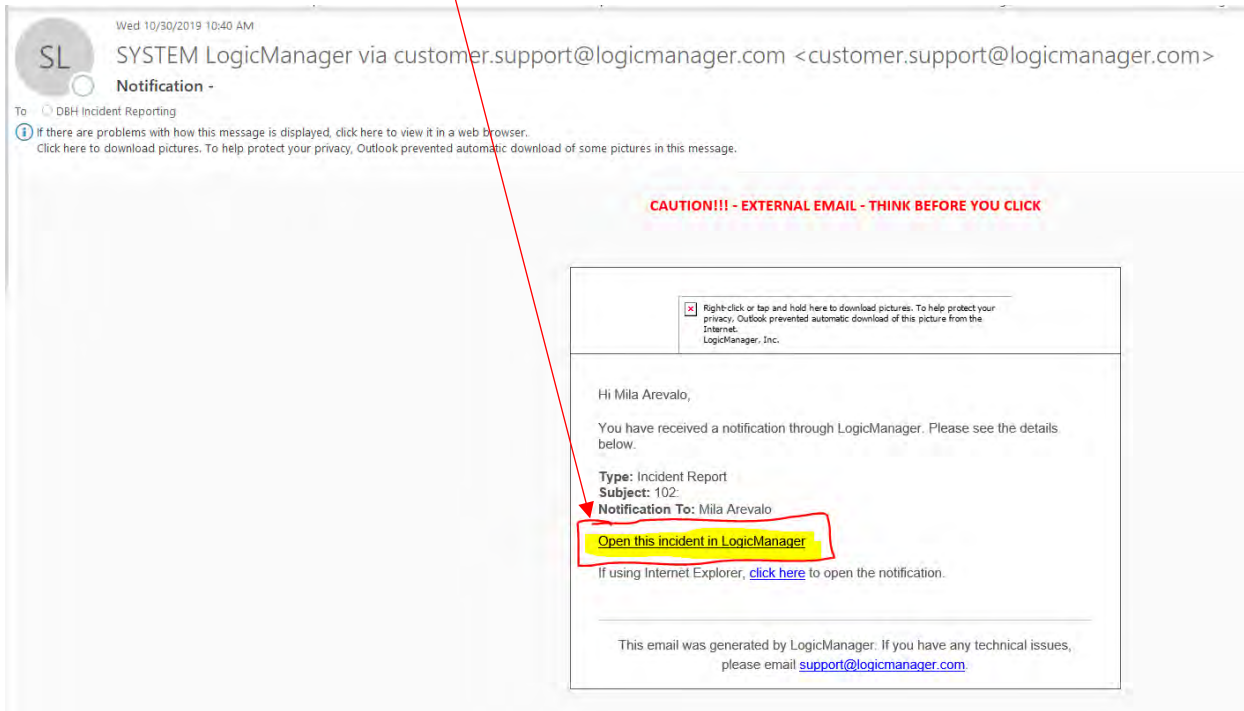 Wed 10/30/2019 10:40 AM
SL
SYSTEM LogicManager via customer.support@logicmanager.com <customer.support@logicmanager.com>
Notification -
To DBH Incident Reporting
If there are problems with how this message is displayed, click here to view it in a web browser.
Click here to download pictures. To help protect your privacy, Outlook prevented automatic download of some pictures in this message.
CAUTION!!! - EXTERNAL EMAIL - THINK BEFORE YOU CLICK
Right-click or tap and hold here to download pictures. To help protect your
privacy, Outlook prevented automatic download of this picture from the
Internet.
LogicManager, Inc.
Hi Mila Arevalo,
You have received a notification through LogicManager. Please see the details
below.
Type: Incident Report
Subject: 102:
Notification To: Mila Arevalo
Open this incident in LogicManager
If using Internet Explorer, click here to open the notification.
This email was generated by LogicManager. If you have any technical issues,
please email support@logicmanager.com.